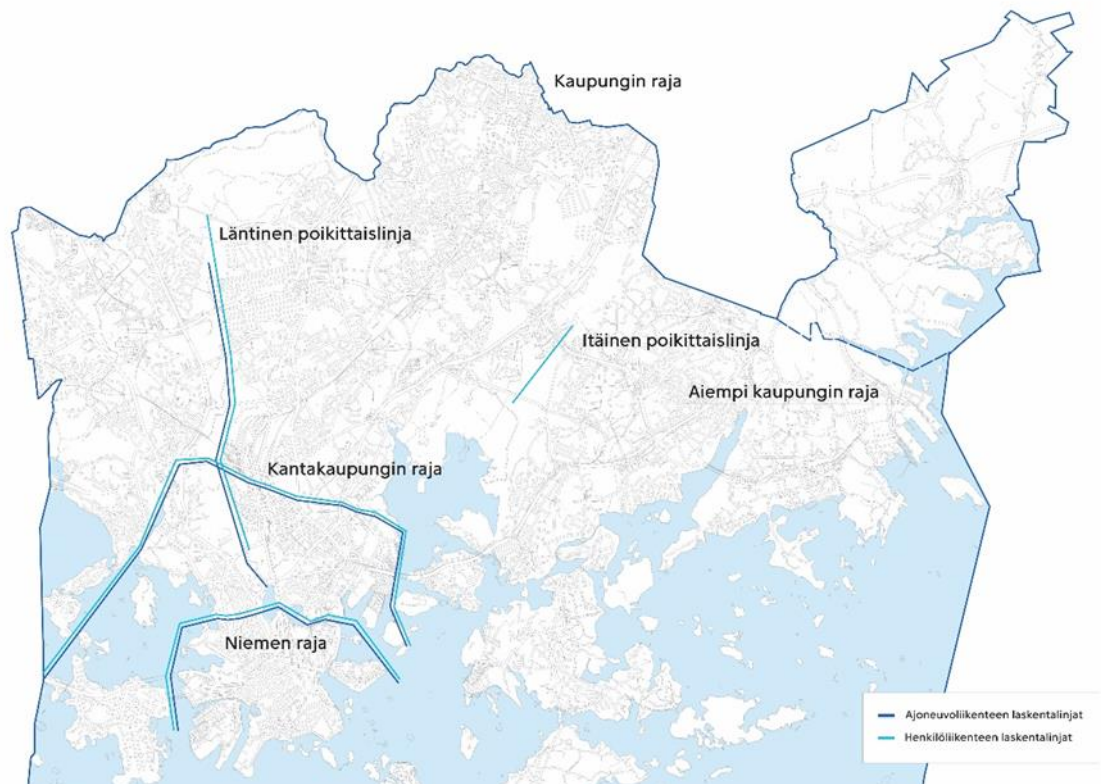 Kaupungin raja
Läntinen poikittaislinja
Itäinen poikittaislinja
Aiempi kaupungin raja
Kantakaupungin raja
Niemen raja
Ajoneuvoliikenteen laskentalinjat
Henkilöliikenteen laskentalinjat